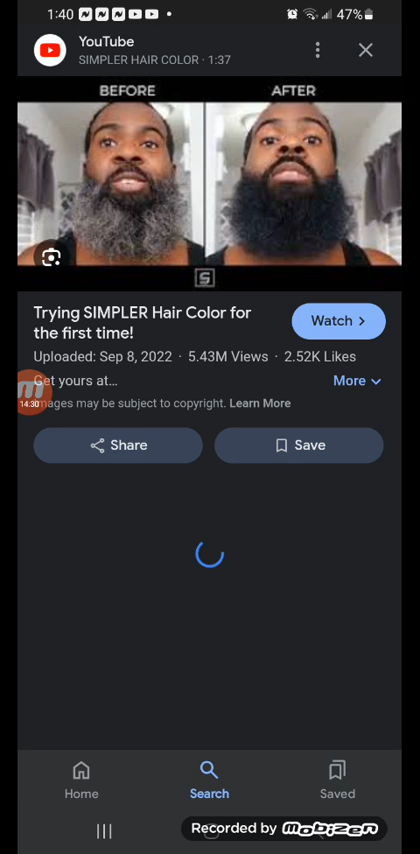 1:40
47%
YouTube
SIMPLER HAIR COLOR · 1:37
BEFORE
AFTER
S
Trying SIMPLER Hair Color for
the first time!
Watch
Uploaded: Sep 8, 2022 · 5.43M Views · 2.52K Likes
Get yours at...
More
mages may be subject to copyright. Learn More
m
14:30
Share
Save
Home
Search
Saved
Recorded by mobizen